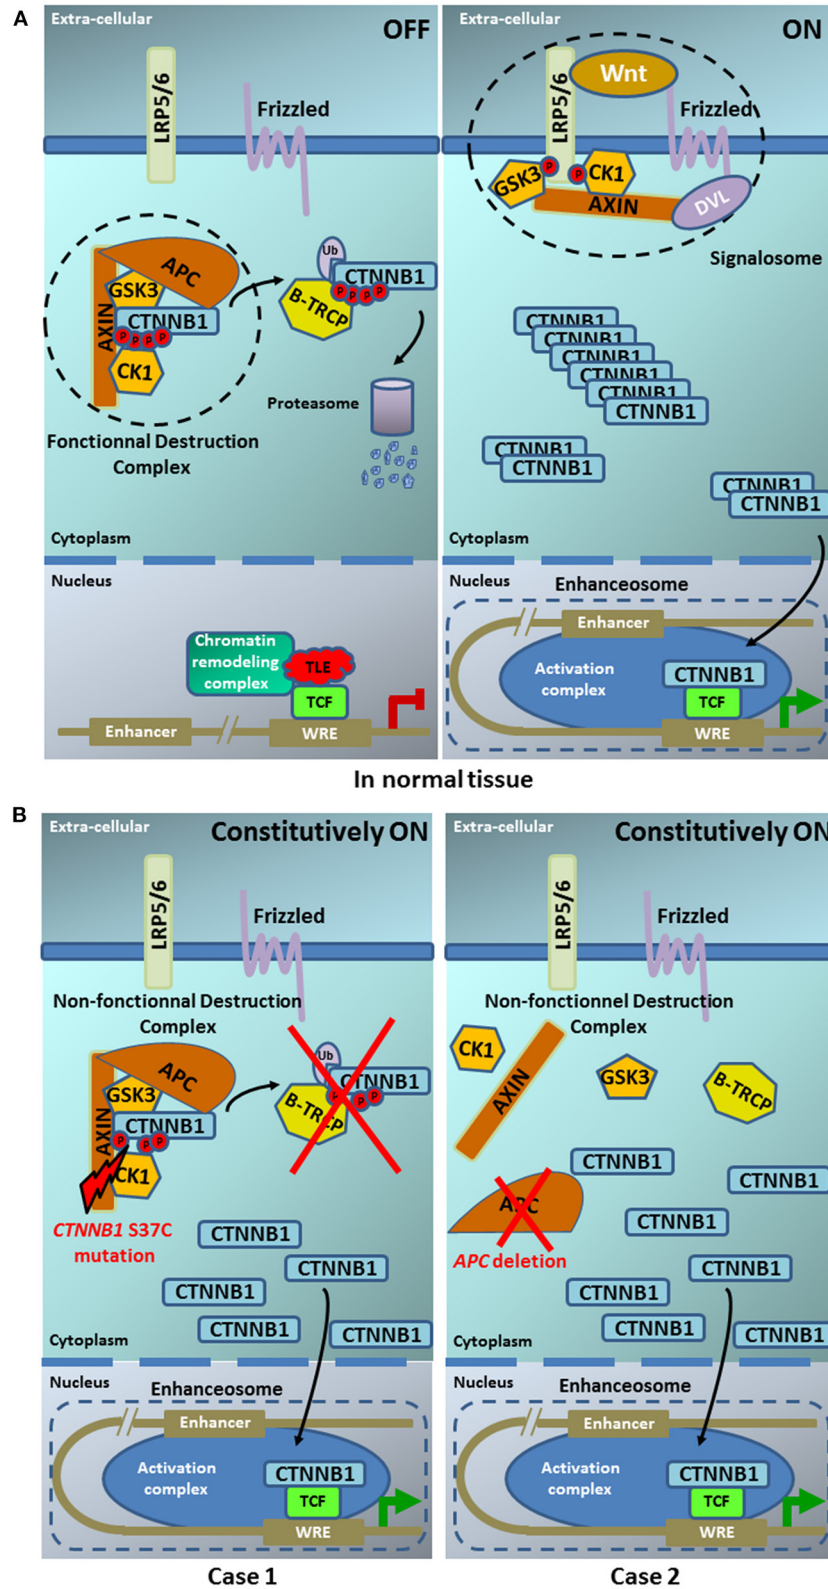 A
Extra-cellular
OFF
LRP5/6
Frizzled
APC
GSK3
AXIN
CTNNB1
P P P P
CK1
Fonctionnal Destruction
Complex
Ub
CTNNB1
P P P P
B-TRCP
Proteasome
Cytoplasm
Nucleus
Chromatin
remodeling
complex
TLE
TCF
Enhancer
WRE
Extra-cellular
ON
LRP5/6
Wnt
Frizzled
GSK3
P
P
CK1
AXIN
DVL
Signalosome
CTNNB1
CTNNB1
CTNNB1
CTNNB1
CTNNB1
CTNNB1
CTNNB1
CTNNB1
CTNNB1
CTNNB1
Cytoplasm
Nucleus
Enhanceosome
Enhancer
Activation
complex
CTNNB1
TCF
WRE
In normal tissue
B
Extra-cellular
Constitutively ON
LRP5/6
Frizzled
Non-fonctionnal Destruction
Complex
APC
GSK3
AXIN
CTNNB1
P P P
CK1
CTNNB1 S37C
mutation
Ub
CTNNB1
P P P
B-TRCP
CTNNB1
CTNNB1
CTNNB1
CTNNB1
CTNNB1
Cytoplasm
Nucleus
Enhanceosome
Enhancer
Activation
complex
CTNNB1
TCF
WRE
Case 1
Extra-cellular
Constitutively ON
LRP5/6
Frizzled
Non-fonctionnel Destruction
Complex
CK1
AXIN
GSK3
B-TRCP
APC
APC deletion
CTNNB1
CTNNB1
CTNNB1
CTNNB1
CTNNB1
CTNNB1
CTNNB1
Cytoplasm
Nucleus
Enhanceosome
Enhancer
Activation
complex
CTNNB1
TCF
WRE
Case 2